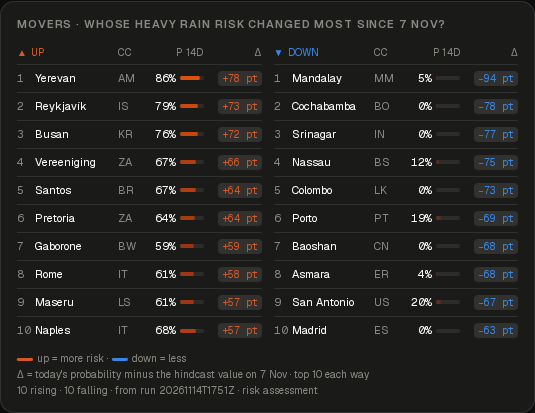 MOVERS · WHOSE HEAVY RAIN RISK CHANGED MOST SINCE 7 NOV?
▲ UP CC P 14D Δ
1 Yerevan AM 86% +78 pt
2 Reykjavík IS 79% +73 pt
3 Busan KR 76% +72 pt
4 Vereeniging ZA 67% +66 pt
5 Santos BR 67% +64 pt
6 Pretoria ZA 64% +64 pt
7 Gaborone BW 59% +59 pt
8 Rome IT 61% +58 pt
9 Maseru LS 61% +57 pt
10 Naples IT 68% +57 pt
▼ DOWN CC P 14D Δ
1 Mandalay MM 5% -94 pt
2 Cochabamba BO 0% -78 pt
3 Srinagar IN 0% -77 pt
4 Nassau BS 12% -75 pt
5 Colombo LK 0% -73 pt
6 Porto PT 19% -69 pt
7 Baoshan CN 0% -68 pt
8 Asmara ER 4% -68 pt
9 San Antonio US 20% -67 pt
10 Madrid ES 0% -63 pt
up = more risk · down = less
Δ = today's probability minus the hindcast value on 7 Nov · top 10 each way
10 rising · 10 falling · from run 20261114T1751Z · risk assessment